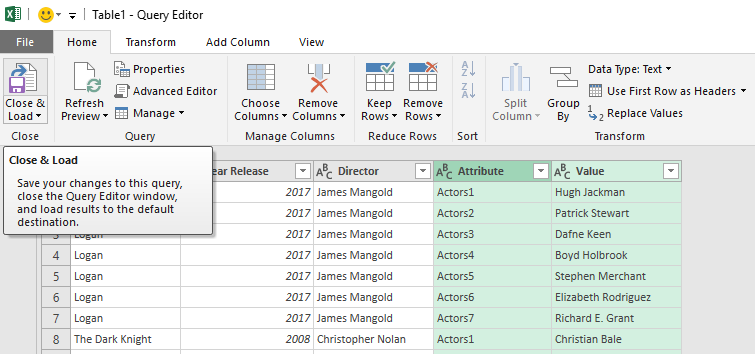 Table1 - Query Editor
File Home Transform Add Column View
Close & Load
Refresh Preview
Properties
Advanced Editor
Manage
Choose Columns
Remove Columns
Keep Rows
Remove Rows
A Z
Z A
Split Column
Group By
Data Type: Text
Use First Row as Headers
1 2 Replace Values
Close Query Manage Columns Reduce Rows Sort Transform
Close & Load
Save your changes to this query,
close the Query Editor window,
and load results to the default
destination.
ear Release ABC Director ABC Attribute ABC Value
2017 James Mangold Actors1 Hugh Jackman
2017 James Mangold Actors2 Patrick Stewart
3 Logan 2017 James Mangold Actors3 Dafne Keen
4 Logan 2017 James Mangold Actors4 Boyd Holbrook
5 Logan 2017 James Mangold Actors5 Stephen Merchant
6 Logan 2017 James Mangold Actors6 Elizabeth Rodriguez
7 Logan 2017 James Mangold Actors7 Richard E. Grant
8 The Dark Knight 2008 Christopher Nolan Actors1 Christian Bale